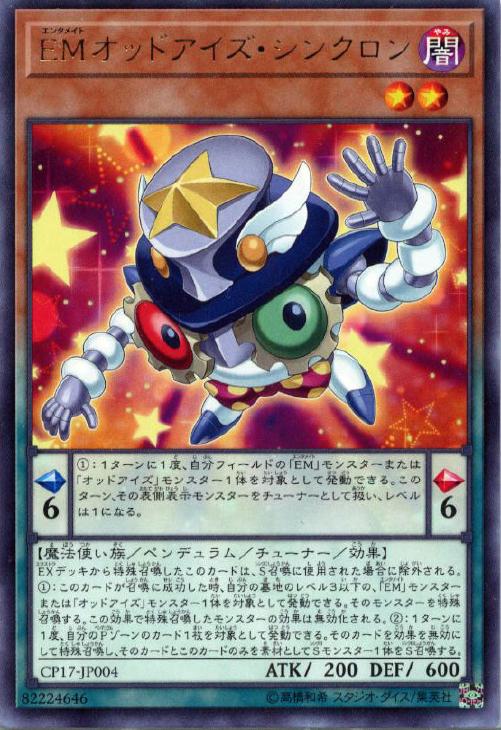 エンタメイト
EMオッドアイズ・シンクロン
やみ
闇
①:1ターンに1度、自分フィールドの「EM」モンスターまたは
「オッドアイズ」モンスター1体を対象として発動できる。この
ターン、その表側表示モンスターをチューナーとして扱い、レベル
は1になる。
6
6
【魔法使い族/ペンデュラム/チューナー/効果】
EXデッキから特殊召喚したこのカードは、S召喚に使用された場合に除外される。
①:このカードが召喚に成功した時、自分の墓地のレベル3以下の、「EM」モンスター
または「オッドアイズ」モンスター1体を対象として発動できる。そのモンスターを特殊
召喚する。この効果で特殊召喚したモンスターの効果は無効化される。②:1ターンに
1度、自分のPゾーンのカード1枚を対象として発動できる。そのカードを効果を無効に
して特殊召喚し、そのカードとこのカードのみを素材としてSモンスター1体をS召喚する。
CP17-JP004
ATK/ 200 DEF/ 600
82224646
©高橋和希 スタジオ・ダイス/集英社